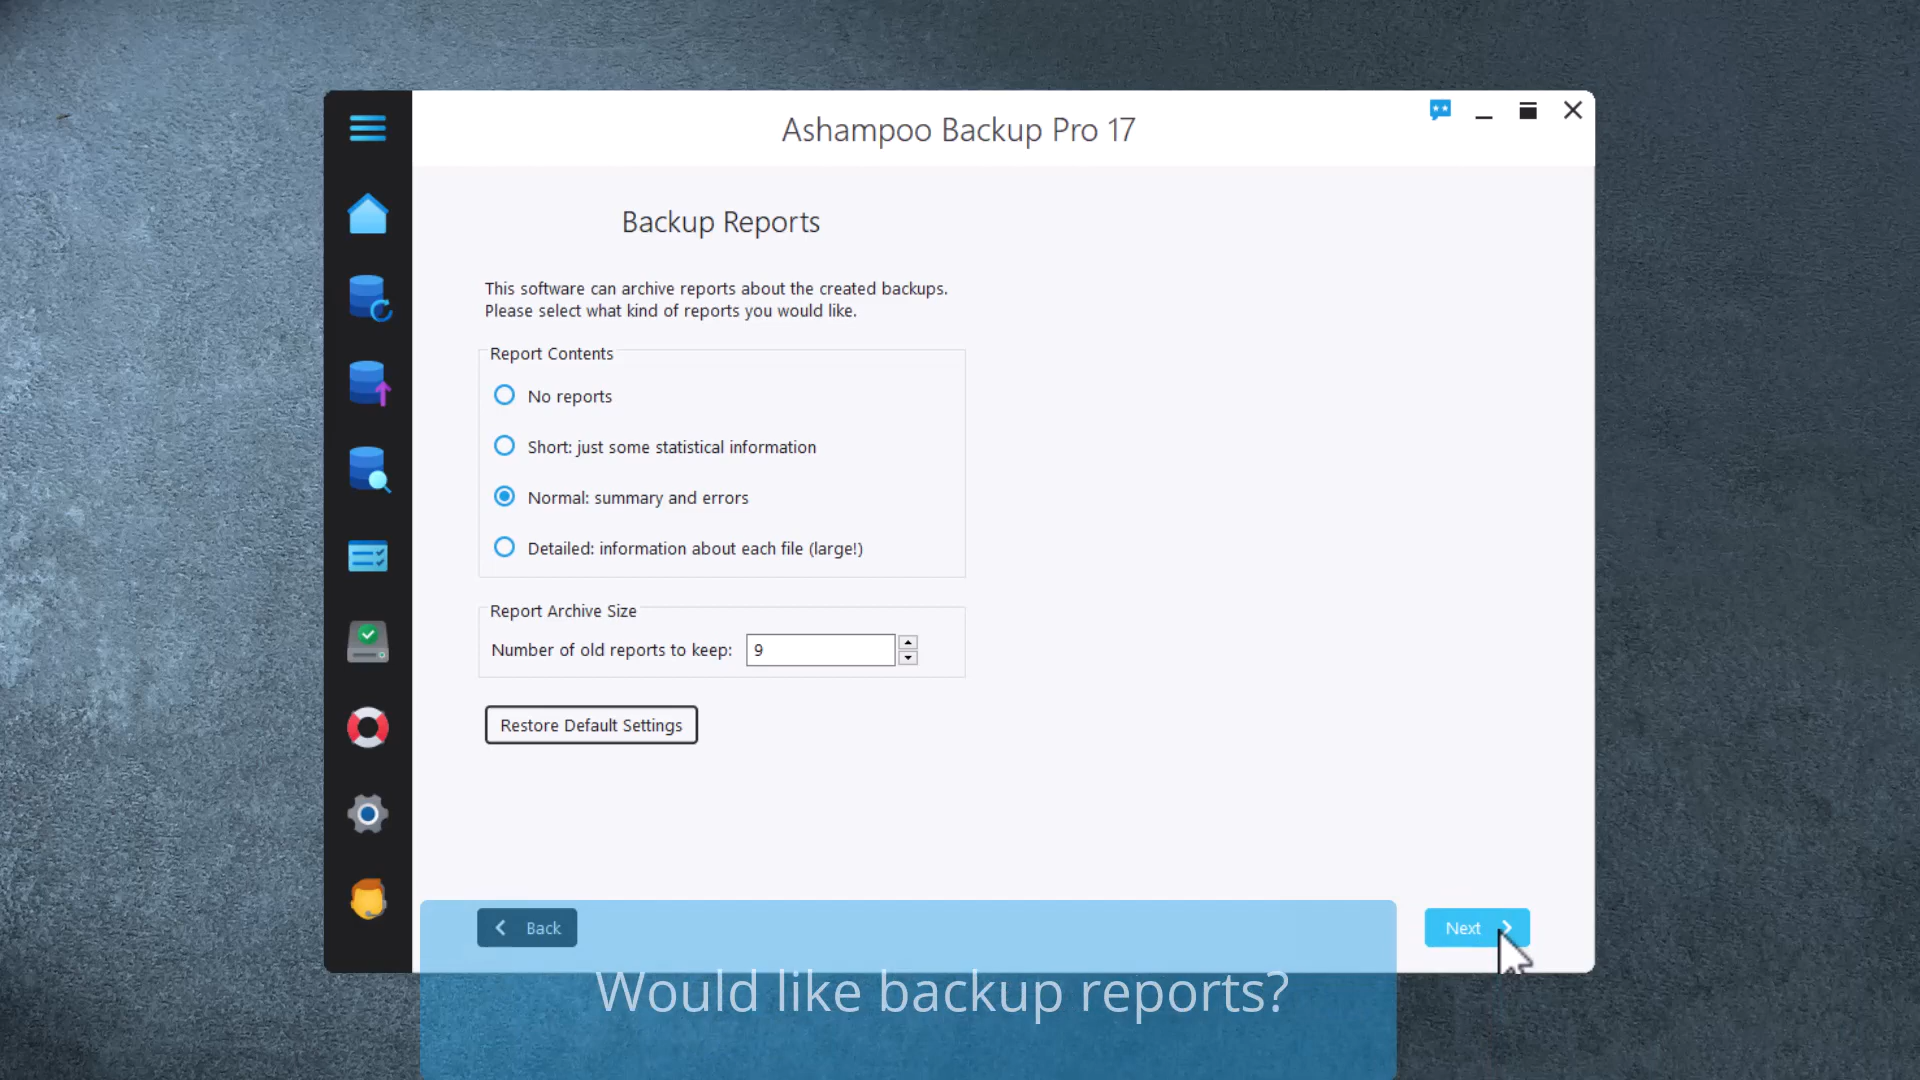 Ashampoo Backup Pro 17
Backup Reports
This software can archive reports about the created backups.
Please select what kind of reports you would like.
Report Contents
No reports
Short: just some statistical information
Normal: summary and errors
Detailed: information about each file (large!)
Report Archive Size
Number of old reports to keep: 9
Restore Default Settings
Back
Next
Would like backup reports?